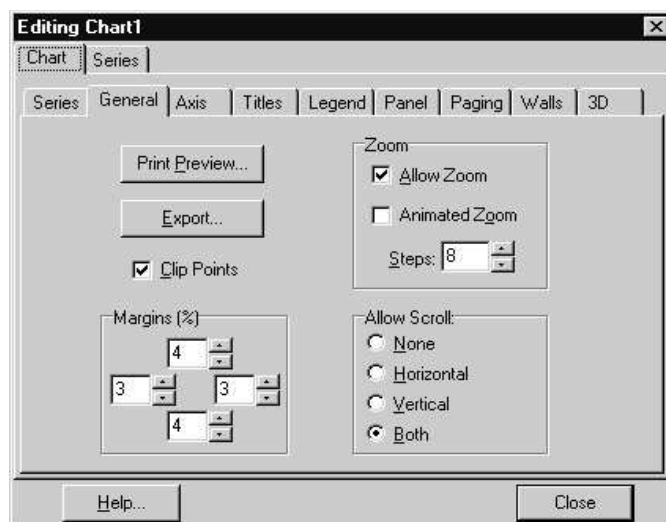 Editing Chart1
Chart Series
Series General Axis Titles Legend Panel Paging Walls 3D
Print Preview...
Export...
Clip Points
Zoom
Allow Zoom
Animated Zoom
Steps: 8
Margins (%)
4
3 3
4
Allow Scroll:
None
Horizontal
Vertical
Both
Help... Close